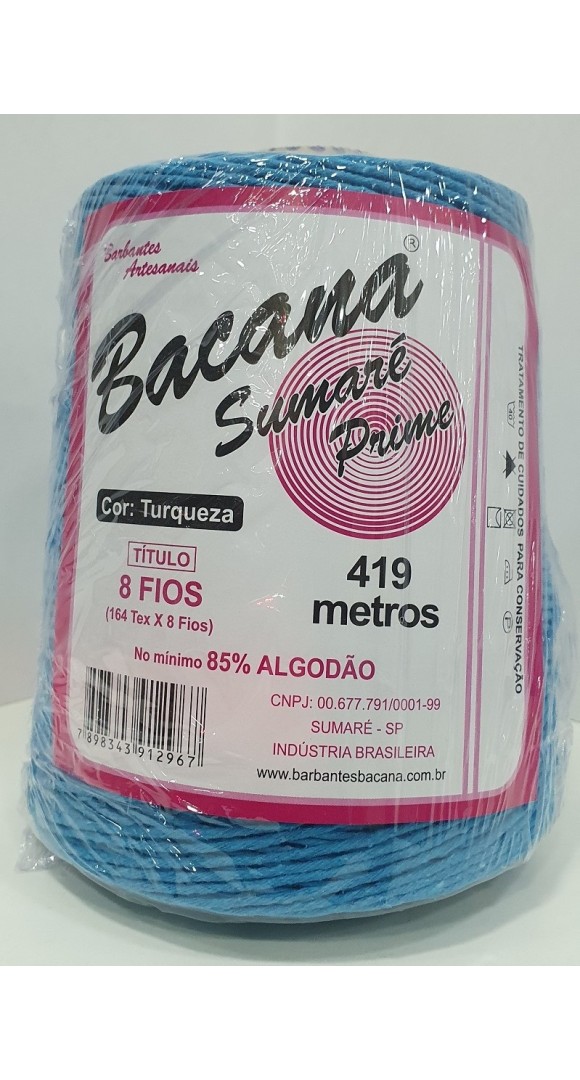 Barbantes
Artesanais
Bacana®
Sumaré
Prime
Cor: Turqueza
TÍTULO
8 FIOS
(164 Tex X 8 Fios)
419
metros
No mínimo 85% ALGODÃO
CNPJ: 00.677.791/0001-99
SUMARÉ - SP
INDÚSTRIA BRASILEIRA
www.barbantesbacana.com.br
7 898343 912967
TRATAMENTO DE CUIDADOS PARA CONSERVAÇÃO
40
P